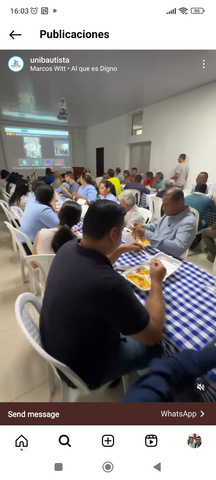 16:03
Publicaciones
unibautista
Marcos Witt • Al que es Digno
Send message
WhatsApp